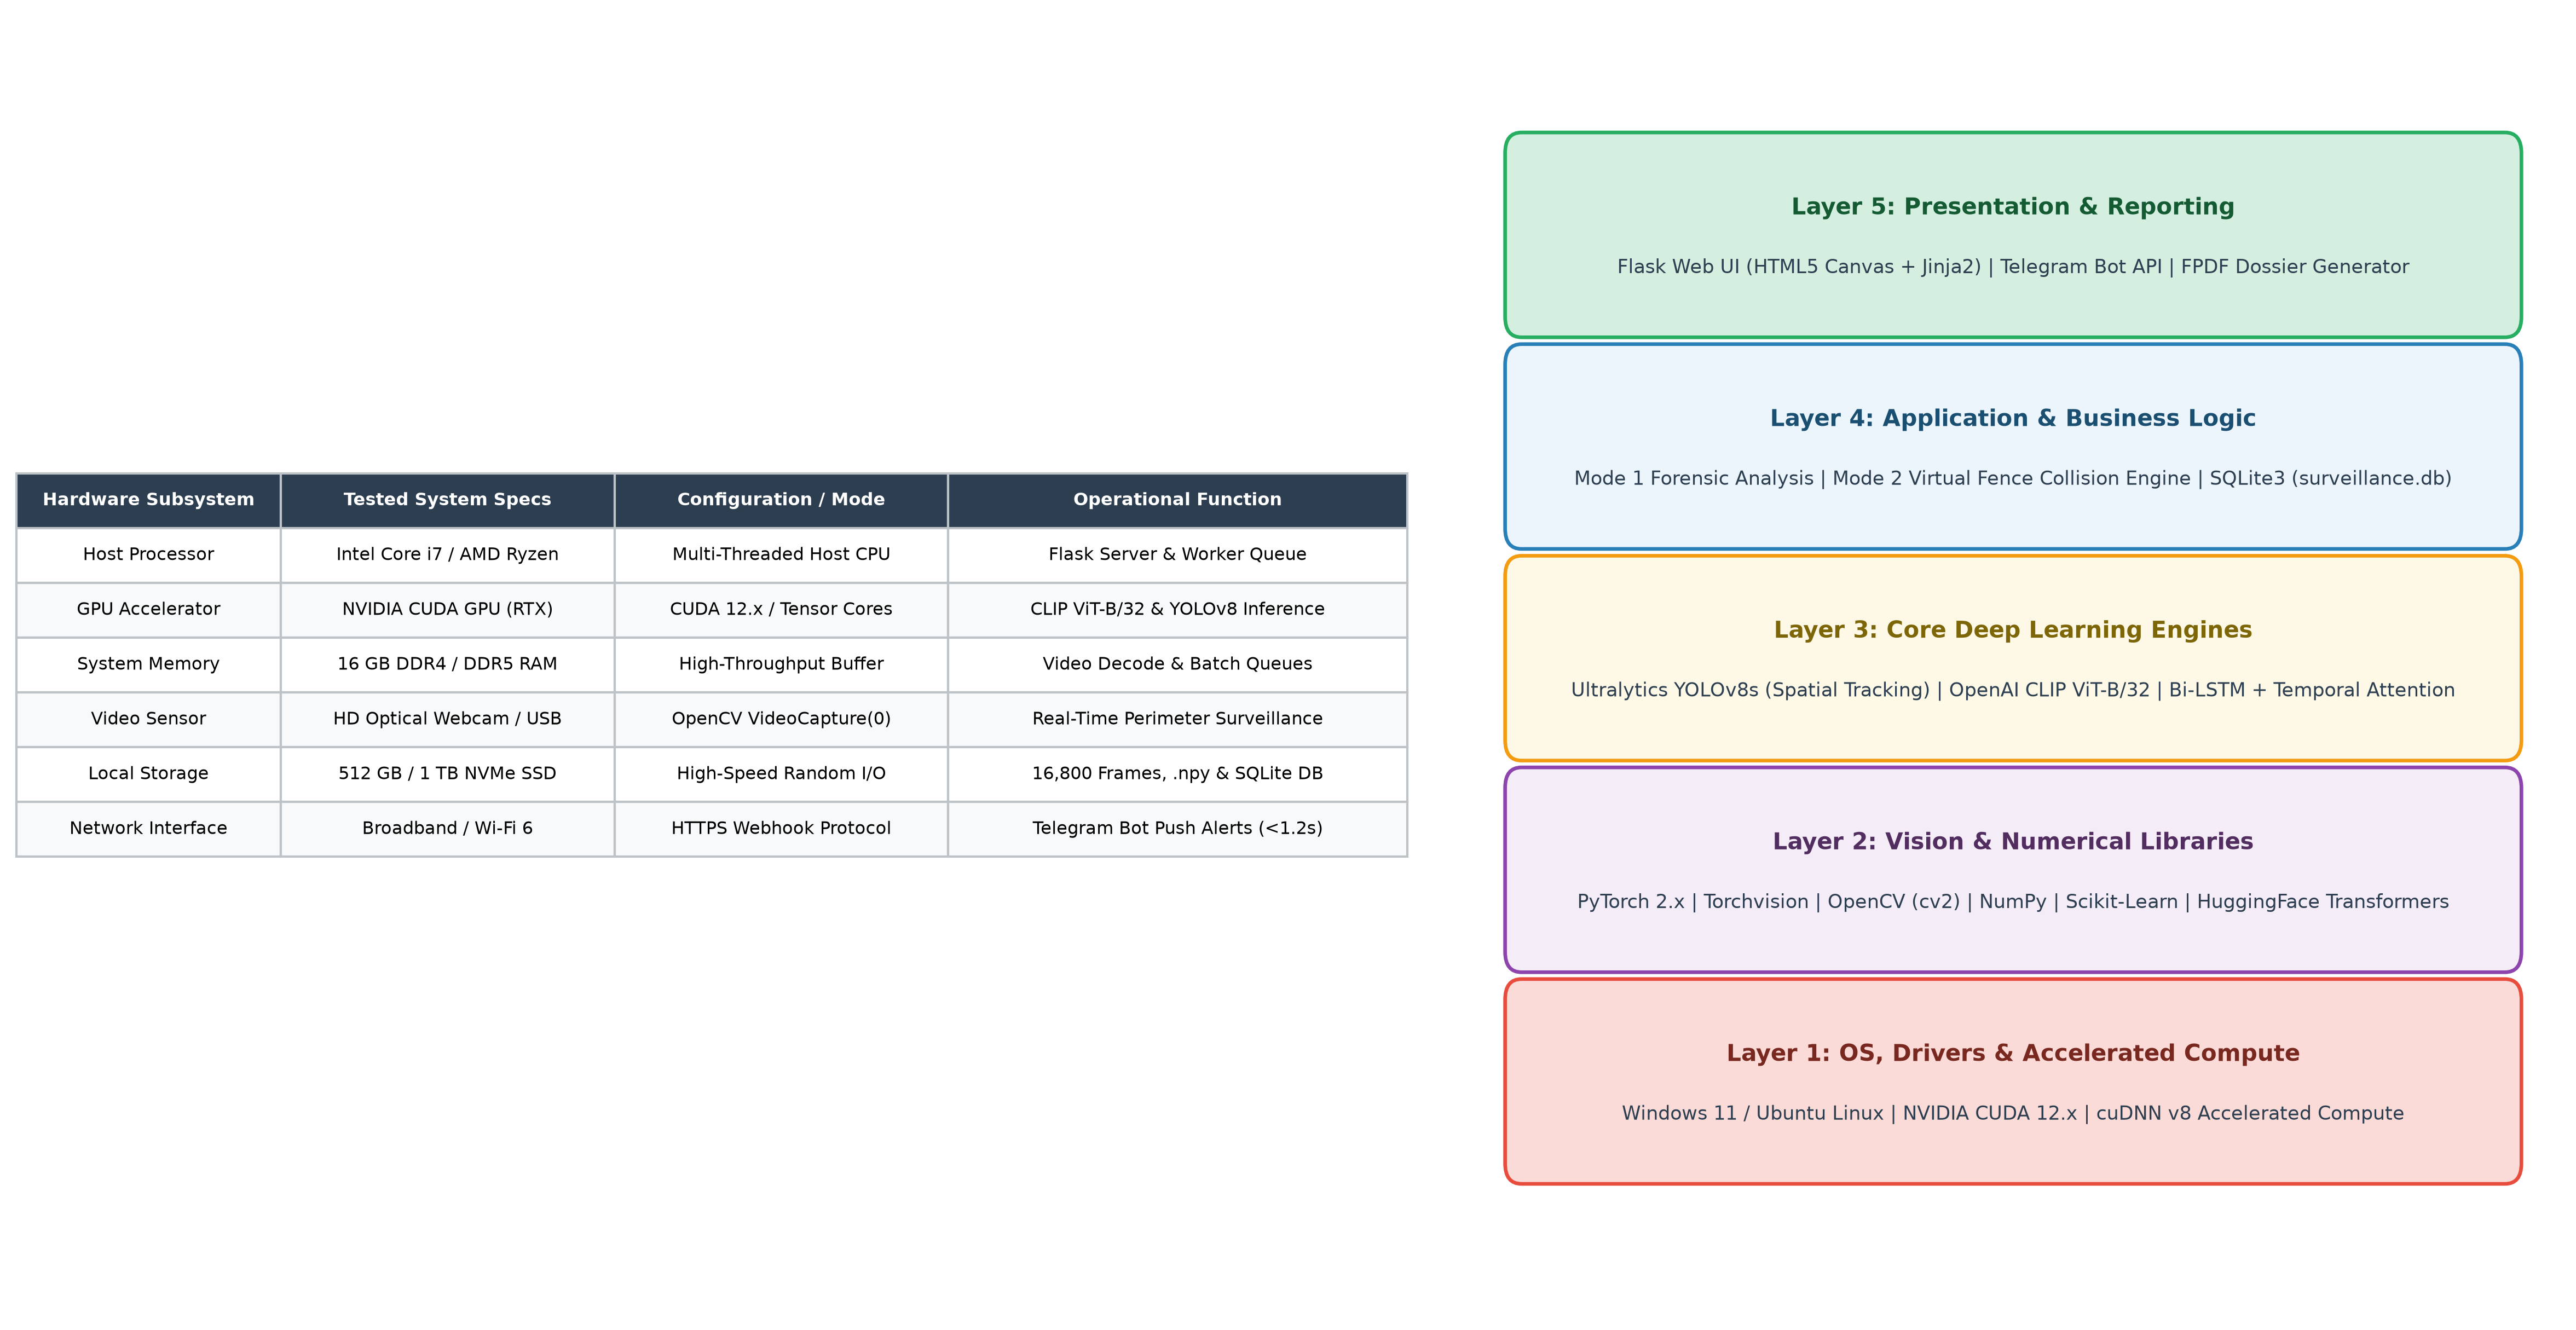 Hardware Subsystem Tested System Specs Configuration / Mode Operational Function
Host Processor Intel Core i7 / AMD Ryzen Multi-Threaded Host CPU Flask Server & Worker Queue
GPU Accelerator NVIDIA CUDA GPU (RTX) CUDA 12.x / Tensor Cores CLIP ViT-B/32 & YOLOv8 Inference
System Memory 16 GB DDR4 / DDR5 RAM High-Throughput Buffer Video Decode & Batch Queues
Video Sensor HD Optical Webcam / USB OpenCV VideoCapture(0) Real-Time Perimeter Surveillance
Local Storage 512 GB / 1 TB NVMe SSD High-Speed Random I/O 16,800 Frames, .npy & SQLite DB
Network Interface Broadband / Wi-Fi 6 HTTPS Webhook Protocol Telegram Bot Push Alerts (<1.2s)
Layer 5: Presentation & Reporting
Flask Web UI (HTML5 Canvas + Jinja2) | Telegram Bot API | FPDF Dossier Generator
Layer 4: Application & Business Logic
Mode 1 Forensic Analysis | Mode 2 Virtual Fence Collision Engine | SQLite3 (surveillance.db)
Layer 3: Core Deep Learning Engines
Ultralytics YOLOv8s (Spatial Tracking) | OpenAI CLIP ViT-B/32 | Bi-LSTM + Temporal Attention
Layer 2: Vision & Numerical Libraries
PyTorch 2.x | Torchvision | OpenCV (cv2) | NumPy | Scikit-Learn | HuggingFace Transformers
Layer 1: OS, Drivers & Accelerated Compute
Windows 11 / Ubuntu Linux | NVIDIA CUDA 12.x | cuDNN v8 Accelerated Compute